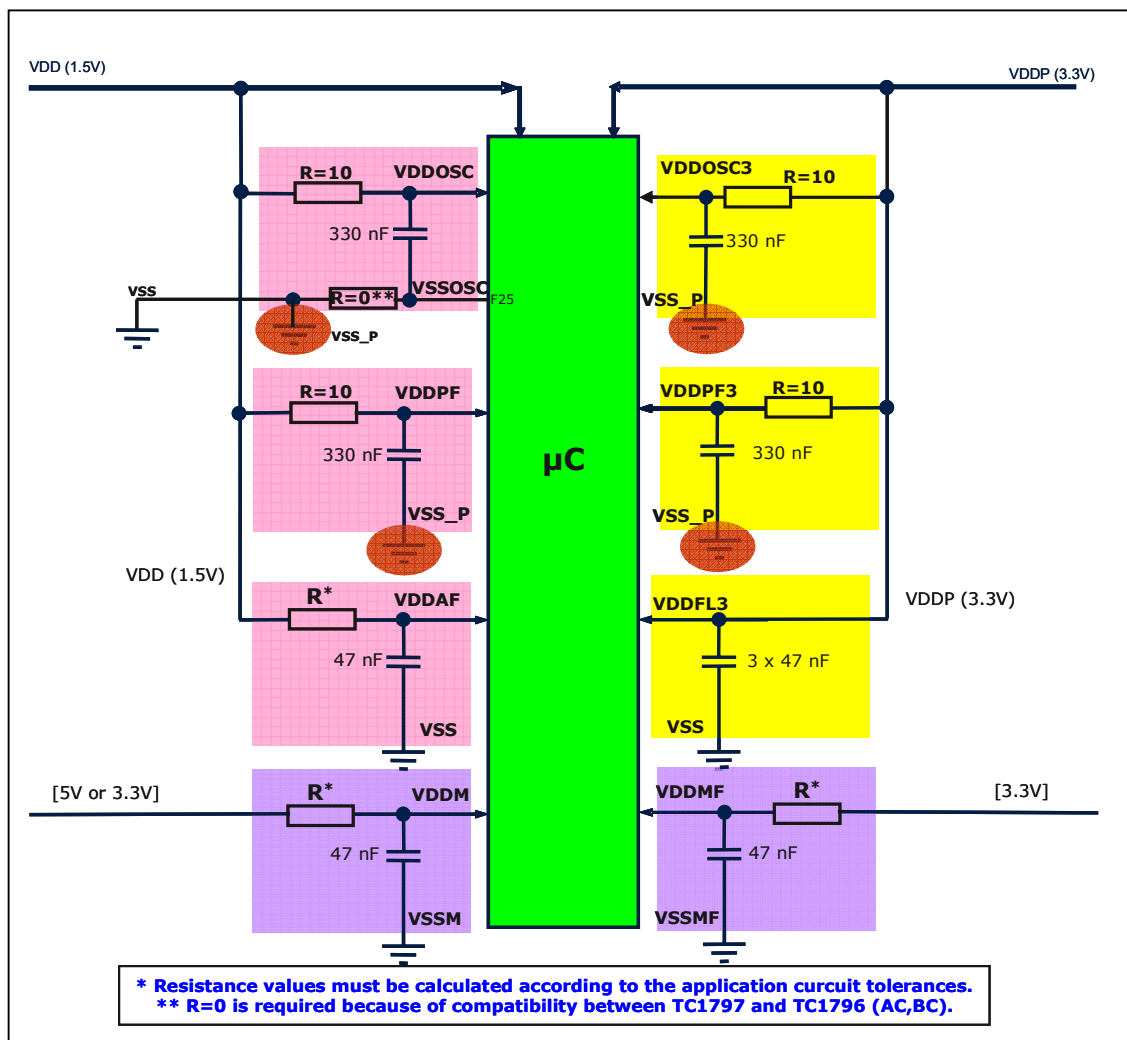 VDD (1.5V)
VDDP (3.3V)
R=10
VDDOSC
330 nF
VSS
R=0**
VSSOSC
F25
VSS_P
VDDOSC3
R=10
330 nF
VSS_P
R=10
VDDPF
330 nF
VSS_P
µC
VDDPF3
R=10
330 nF
VSS_P
VDD (1.5V)
R*
VDDAF
47 nF
VSS
VDDFL3
VDDP (3.3V)
3 x 47 nF
VSS
[5V or 3.3V]
R*
VDDM
47 nF
VSSM
VDDMF
R*
[3.3V]
47 nF
VSSMF
* Resistance values must be calculated according to the application curcuit tolerances.
** R=0 is required because of compatibility between TC1797 and TC1796 (AC,BC).